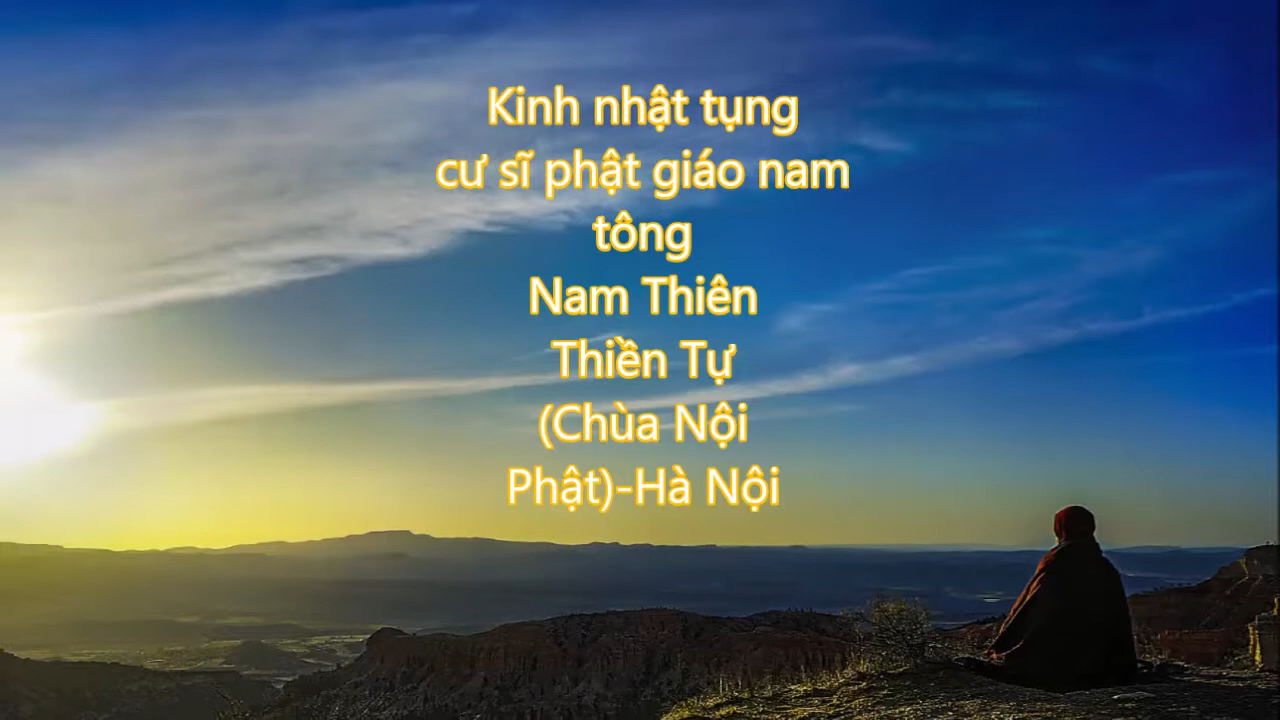 Kinh nhật tụng
cư sĩ phật giáo nam
tông
Nam Thiên
Thiền Tự
(Chùa Nội
Phật)-Hà Nội